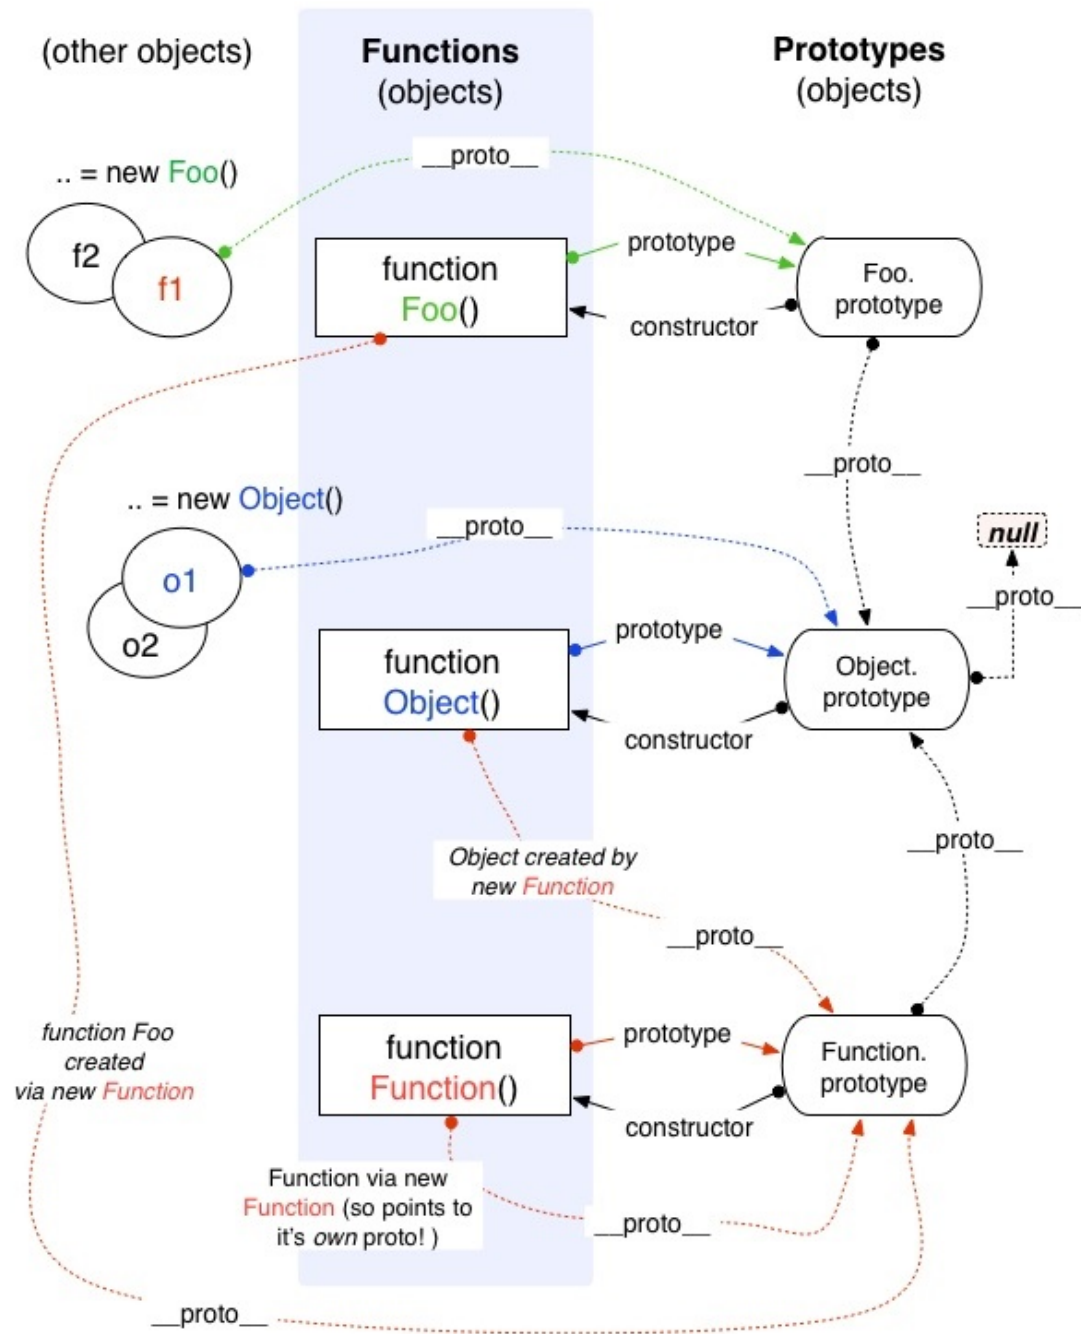 (other objects)
Functions
(objects)
Prototypes
(objects)
__proto__
.. = new Foo()
f2
f1
function
Foo()
prototype
constructor
Foo.
prototype
__proto__
.. = new Object()
__proto__
null
__proto__
o1
o2
function
Object()
prototype
constructor
Object.
prototype
Object created by
new Function
__proto__
__proto__
function Foo
created
via new Function
function
Function()
prototype
constructor
Function.
prototype
Function via new
Function (so points to
it's own proto! )
__proto__
__proto__